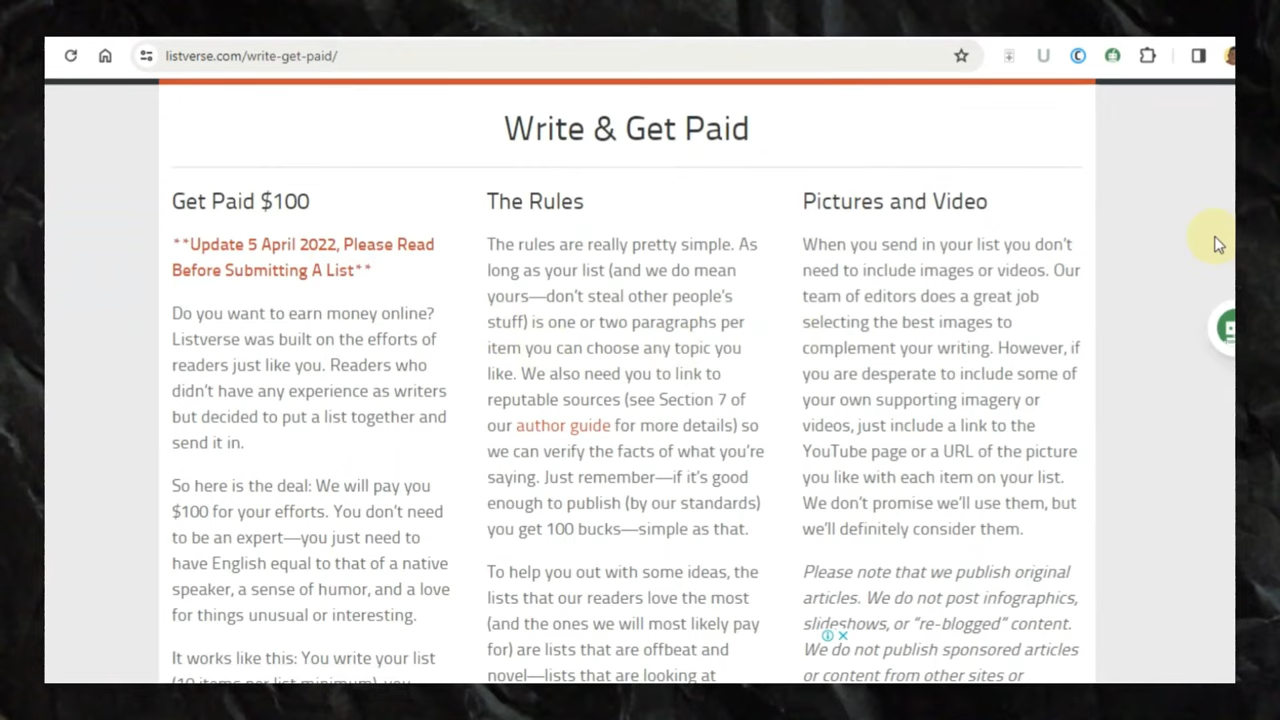 listverse.com/write-get-paid/
Write & Get Paid
Get Paid $100
**Update 5 April 2022, Please Read
Before Submitting A List**
Do you want to earn money online?
Listverse was built on the efforts of
readers just like you. Readers who
didn't have any experience as writers
but decided to put a list together and
send it in.
So here is the deal: We will pay you
$100 for your efforts. You don't need
to be an expert—you just need to
have English equal to that of a native
speaker, a sense of humor, and a love
for things unusual or interesting.
It works like this: You write your list
(10 items per list minimum), you
The Rules
The rules are really pretty simple. As
long as your list (and we do mean
yours—don't steal other people's
stuff) is one or two paragraphs per
item you can choose any topic you
like. We also need you to link to
reputable sources (see Section 7 of
our author guide for more details) so
we can verify the facts of what you're
saying. Just remember—if it's good
enough to publish (by our standards)
you get 100 bucks—simple as that.
To help you out with some ideas, the
lists that our readers love the most
(and the ones we will most likely pay
for) are lists that are offbeat and
novel—lists that are looking at
Pictures and Video
When you send in your list you don't
need to include images or videos. Our
team of editors does a great job
selecting the best images to
complement your writing. However, if
you are desperate to include some of
your own supporting imagery or
videos, just include a link to the
YouTube page or a URL of the picture
you like with each item on your list.
We don't promise we'll use them, but
we'll definitely consider them.
Please note that we publish original
articles. We do not post infographics,
slideshows, or "re-blogged" content.
We do not publish sponsored articles
or content from other sites or